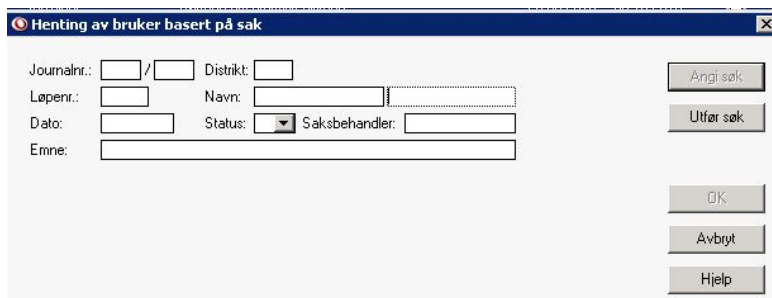 Henting av bruker basert på sak
Journalnr.: / Distrikt: Angi søk
Løpenr.: Navn:
Dato: Status: Saksbehandler: Utfør søk
Emne:
OK
Avbryt
Hjelp